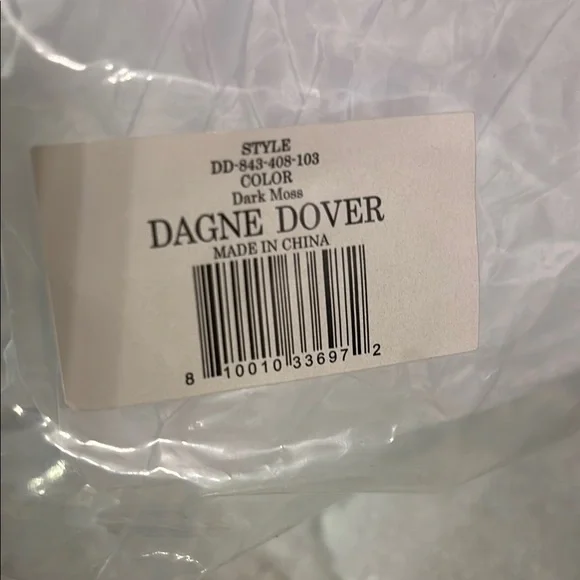 STYLE
DD-843-408-103
COLOR
Dark Moss
DAGNE DOVER
MADE IN CHINA
8 10010 33697 2